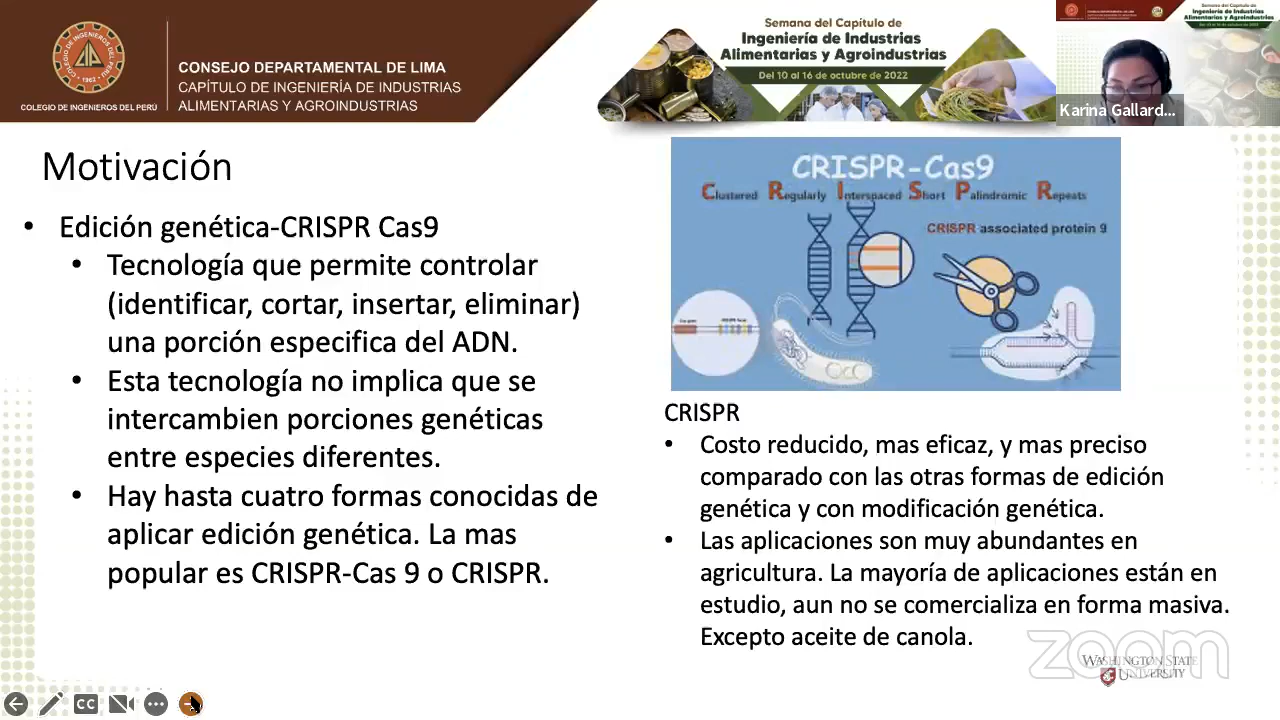 CONSEJO DEPARTAMENTAL DE LIMA
CAPÍTULO DE INGENIERÍA DE INDUSTRIAS
ALIMENTARIAS Y AGROINDUSTRIAS
COLEGIO DE INGENIEROS DEL PERÚ
Semana del Capítulo de
Ingeniería de Industrias
Alimentarias y Agroindustrias
Del 10 al 16 de octubre de 2022
Karina Gallard...
Motivación
• Edición genética-CRISPR Cas9
• Tecnología que permite controlar
(identificar, cortar, insertar, eliminar)
una porción especifica del ADN.
• Esta tecnología no implica que se
intercambien porciones genéticas
entre especies diferentes.
• Hay hasta cuatro formas conocidas de
aplicar edición genética. La mas
popular es CRISPR-Cas 9 o CRISPR.
CRISPR-Cas9
Clustered Regularly Interspaced Short Palindromic Repeats
CRISPR associated protein 9
CRISPR
• Costo reducido, mas eficaz, y mas preciso
comparado con las otras formas de edición
genética y con modificación genética.
• Las aplicaciones son muy abundantes en
agricultura. La mayoría de aplicaciones están en
estudio, aun no se comercializa en forma masiva.
Excepto aceite de canola.
zoom
WASHINGTON STATE
UNIVERSITY
CC